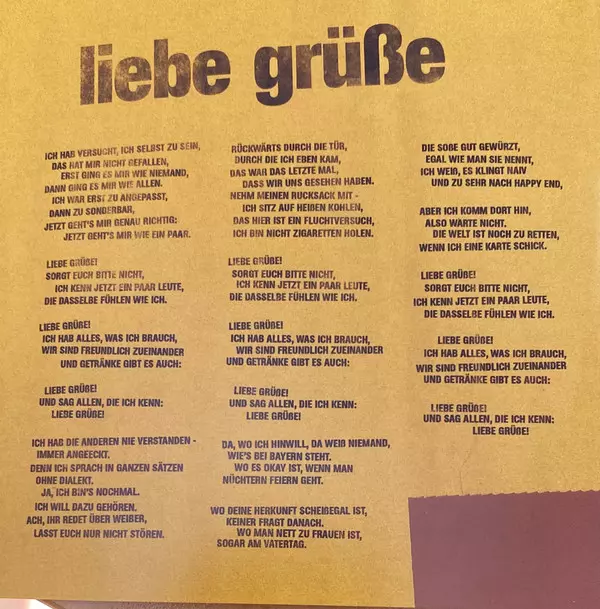 liebe grüße
ICH HAB VERSUCHT, ICH SELBST ZU SEIN,
DAS HAT MIR NICHT GEFALLEN,
ERST GING ES MIR WIE NIEMAND,
DANN GING ES MIR WIE ALLEN.
ICH WAR ERST ZU ANGEPASST,
DANN ZU SONDERBAR,
JETZT GEHT'S MIR GENAU RICHTIG:
JETZT GEHT'S MIR WIE EIN PAAR.
LIEBE GRÜẞE!
SORGT EUCH BITTE NICHT,
ICH KENN JETZT EIN PAAR LEUTE,
DIE DASSELBE FÜHLEN WIE ICH.
LIEBE GRÜẞE!
ICH HAB ALLES, WAS ICH BRAUCH,
WIR SIND FREUNDLICH ZUEINANDER
UND GETRÄNKE GIBT ES AUCH:
LIEBE GRÜẞE!
UND SAG ALLEN, DIE ICH KENN:
LIEBE GRÜẞE!
ICH HAB DIE ANDEREN NIE VERSTANDEN -
IMMER ANGEECKT.
DENN ICH SPRACH IN GANZEN SÄTZEN
OHNE DIALEKT.
JA, ICH BIN'S NOCHMAL.
ICH WILL DAZU GEHÖREN.
ACH, IHR REDET ÜBER WEIBER,
LASST EUCH NUR NICHT STÖREN.
RÜCKWÄRTS DURCH DIE TÜR,
DURCH DIE ICH EBEN KAM,
DAS WAR DAS LETZTE MAL,
DASS WIR UNS GESEHEN HABEN.
NEHM MEINEN RUCKSACK MIT -
ICH SITZ AUF HEIẞEN KOHLEN,
DAS HIER IST EIN FLUCHTVERSUCH,
ICH BIN NICHT ZIGARETTEN HOLEN.
LIEBE GRÜẞE!
SORGT EUCH BITTE NICHT,
ICH KENN JETZT EIN PAAR LEUTE,
DIE DASSELBE FÜHLEN WIE ICH.
LIEBE GRÜẞE!
ICH HAB ALLES, WAS ICH BRAUCH,
WIR SIND FREUNDLICH ZUEINANDER
UND GETRÄNKE GIBT ES AUCH:
LIEBE GRÜẞE!
UND SAG ALLEN, DIE ICH KENN:
LIEBE GRÜẞE!
DA, WO ICH HINWILL, DA WEIẞ NIEMAND,
WIE'S BEI BAYERN STEHT.
WO ES OKAY IST, WENN MAN
NÜCHTERN FEIERN GEHT.
WO DEINE HERKUNFT SCHEIẞEGAL IST,
KEINER FRAGT DANACH.
WO MAN NETT ZU FRAUEN IST,
SOGAR AM VATERTAG.
DIE SOẞE GUT GEWÜRZT,
EGAL WIE MAN SIE NENNT,
ICH WEIẞ, ES KLINGT NAIV
UND ZU SEHR NACH HAPPY END,
ABER ICH KOMM DORT HIN,
ALSO WARTE NICHT,
DIE WELT IST NOCH ZU RETTEN,
WENN ICH EINE KARTE SCHICK.
LIEBE GRÜẞE!
SORGT EUCH BITTE NICHT,
ICH KENN JETZT EIN PAAR LEUTE,
DIE DASSELBE FÜHLEN WIE ICH.
LIEBE GRÜẞE!
ICH HAB ALLES, WAS ICH BRAUCH,
WIR SIND FREUNDLICH ZUEINANDER
UND GETRÄNKE GIBT ES AUCH:
LIEBE GRÜẞE!
UND SAG ALLEN, DIE ICH KENN:
LIEBE GRÜẞE!